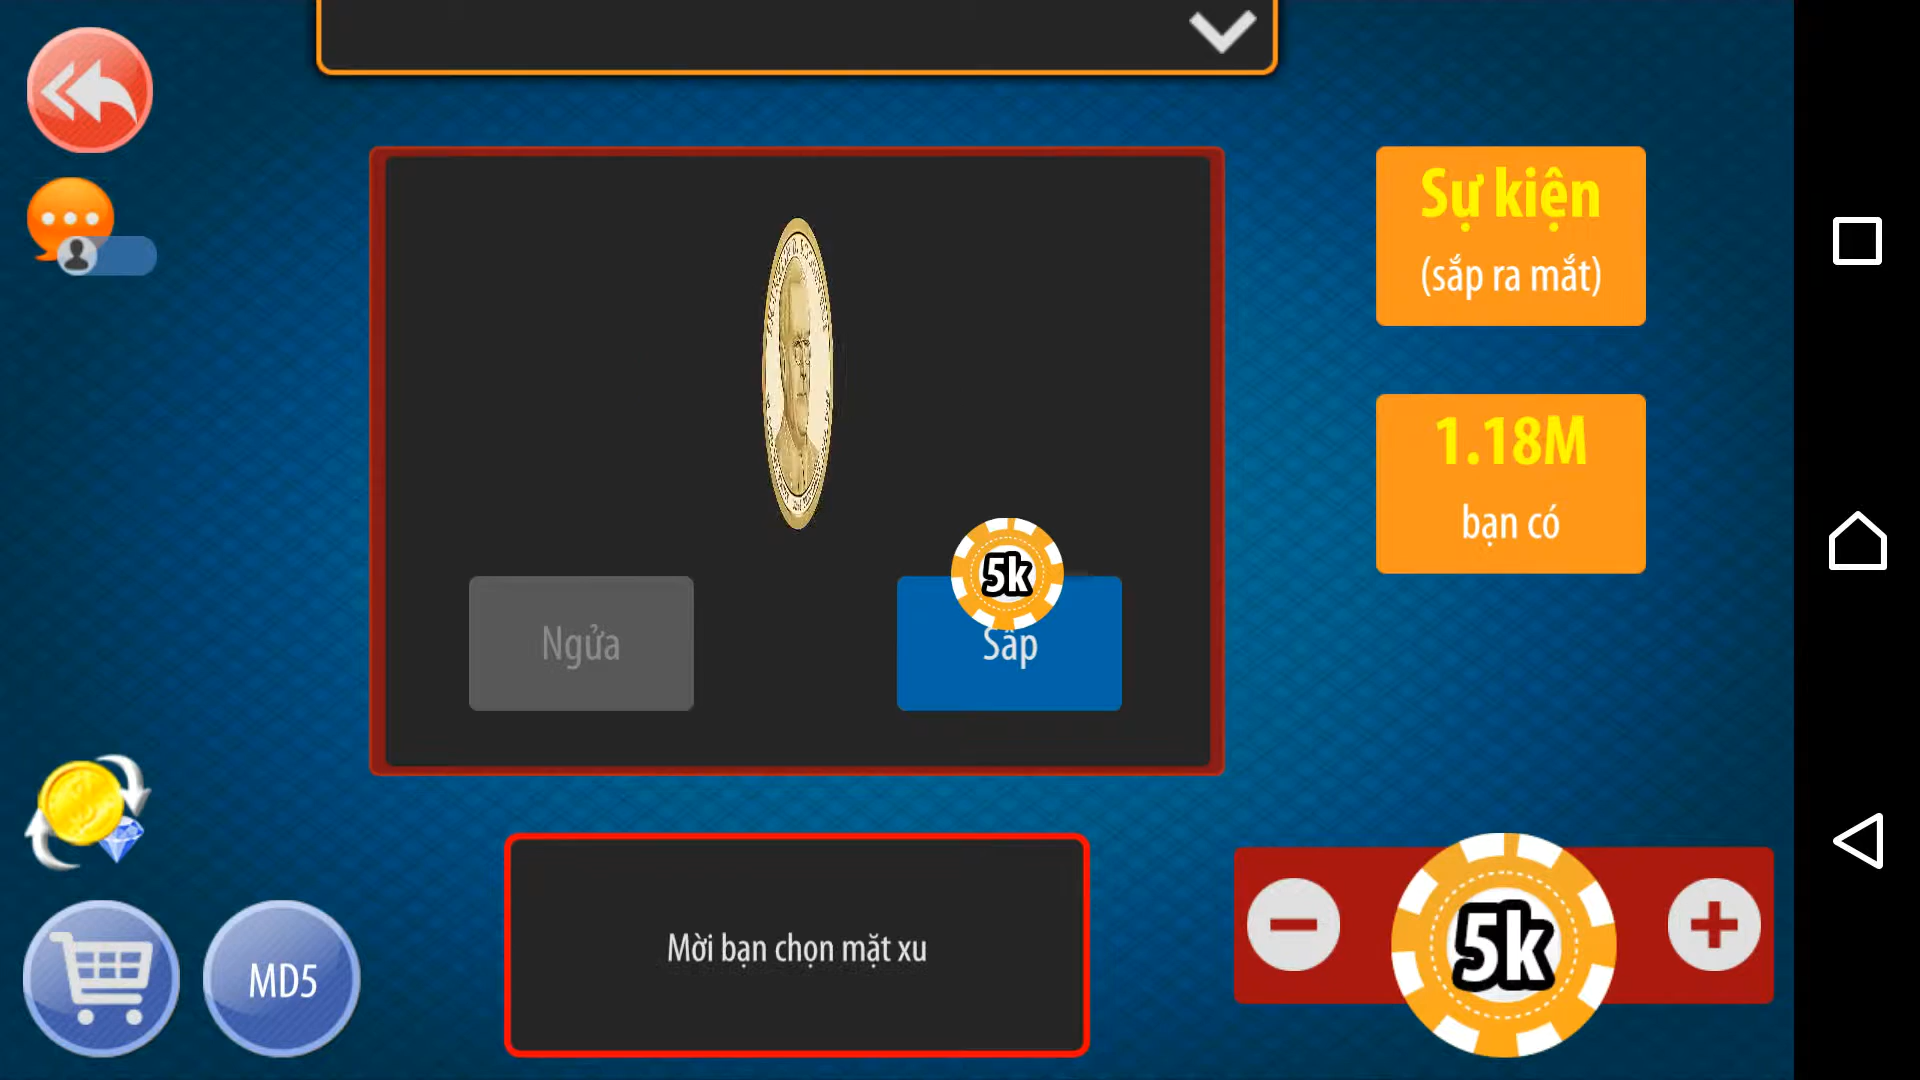 Sự kiện
(sắp ra mắt)
1.18M
bạn có
5k
Ngửa
Sấp
MD5
Mời bạn chọn mặt xu
5k